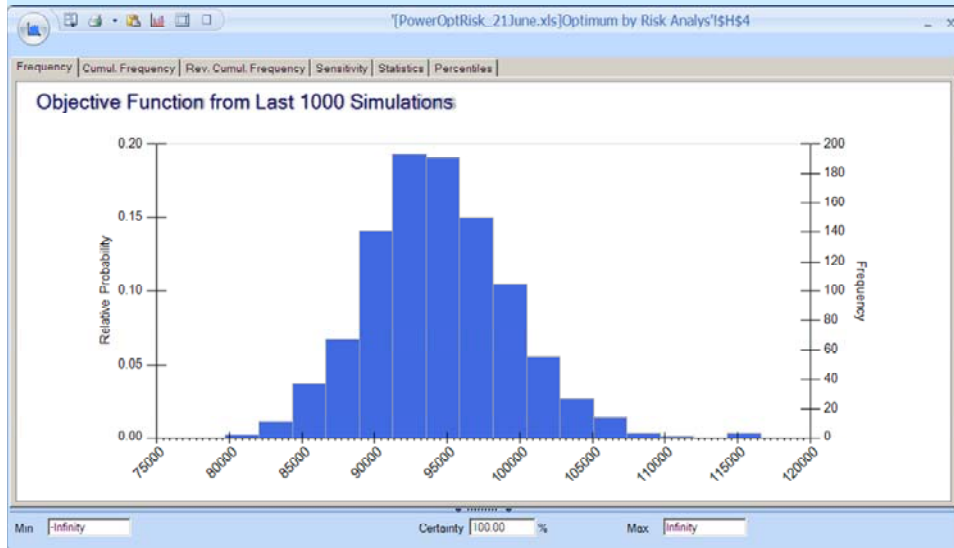 '[PowerOptRisk_21June.xls]Optimum by Risk Analys'!$H$4
Frequency Cumul. Frequency Rev. Cumul. Frequency Sensitivity Statistics Percentiles
Objective Function from Last 1000 Simulations
Relative Probability
0.20
0.15
0.10
0.05
0.00
200
180
160
140
120
100
80
60
40
20
0
Frequency
75000 80000 85000 90000 95000 100000 105000 110000 115000 120000
Min -Infinity Certainty 100.00 % Max Infinity